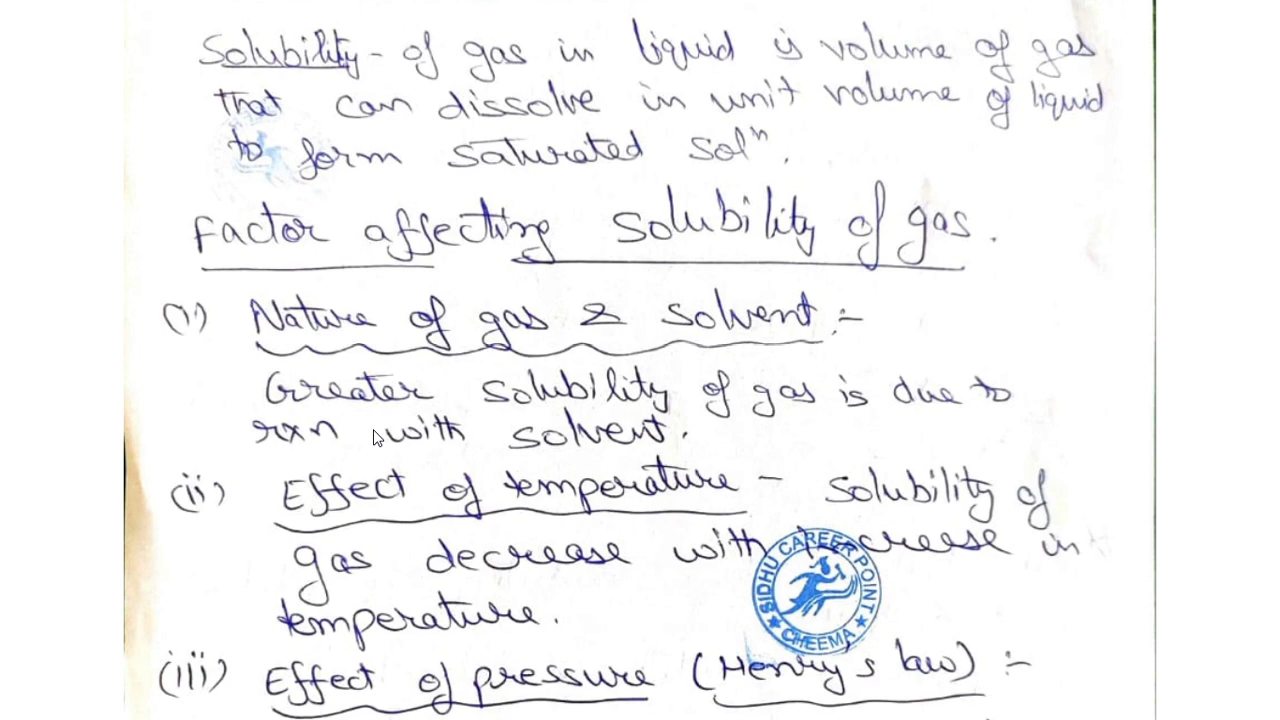 Solubility - of gas in liquid is volume of gas
that can dissolve in unit volume of liquid
to form saturated solⁿ.
Factor affecting solubility of gas.
(i) Nature of gas & solvent :-
Greater solubility of gas is due to
rxn with solvent.
(ii) Effect of temperature - solubility of
gas decrease with increase in
temperature.
SIDHU CAREER POINT
CHEEMA
(iii) Effect of pressure (Henry's law) :-